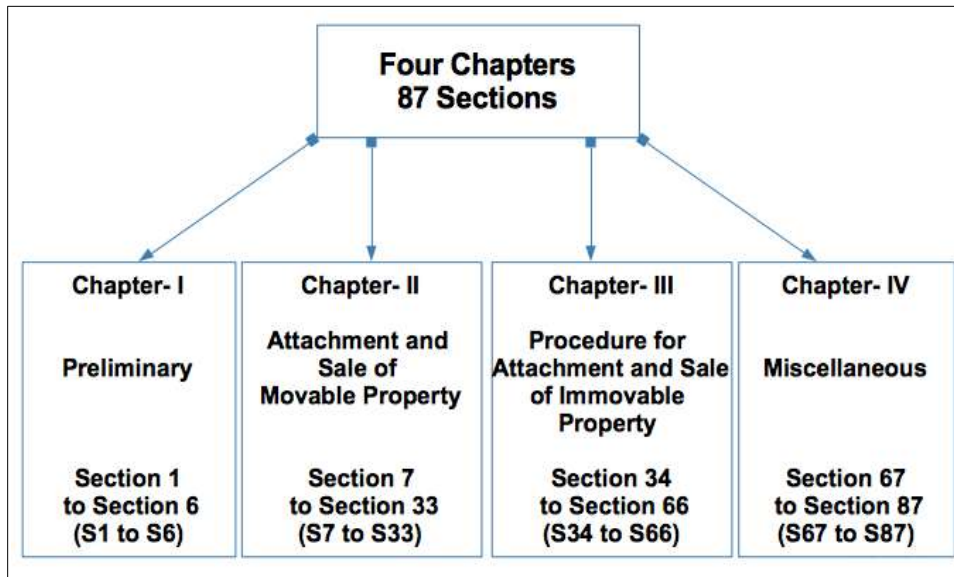 Four Chapters
87 Sections
Chapter- I
Preliminary
Section 1
to Section 6
(S1 to S6)
Chapter- II
Attachment and
Sale of
Movable Property
Section 7
to Section 33
(S7 to S33)
Chapter- III
Procedure for
Attachment and Sale
of Immovable
Property
Section 34
to Section 66
(S34 to S66)
Chapter- IV
Miscellaneous
Section 67
to Section 87
(S67 to S87)